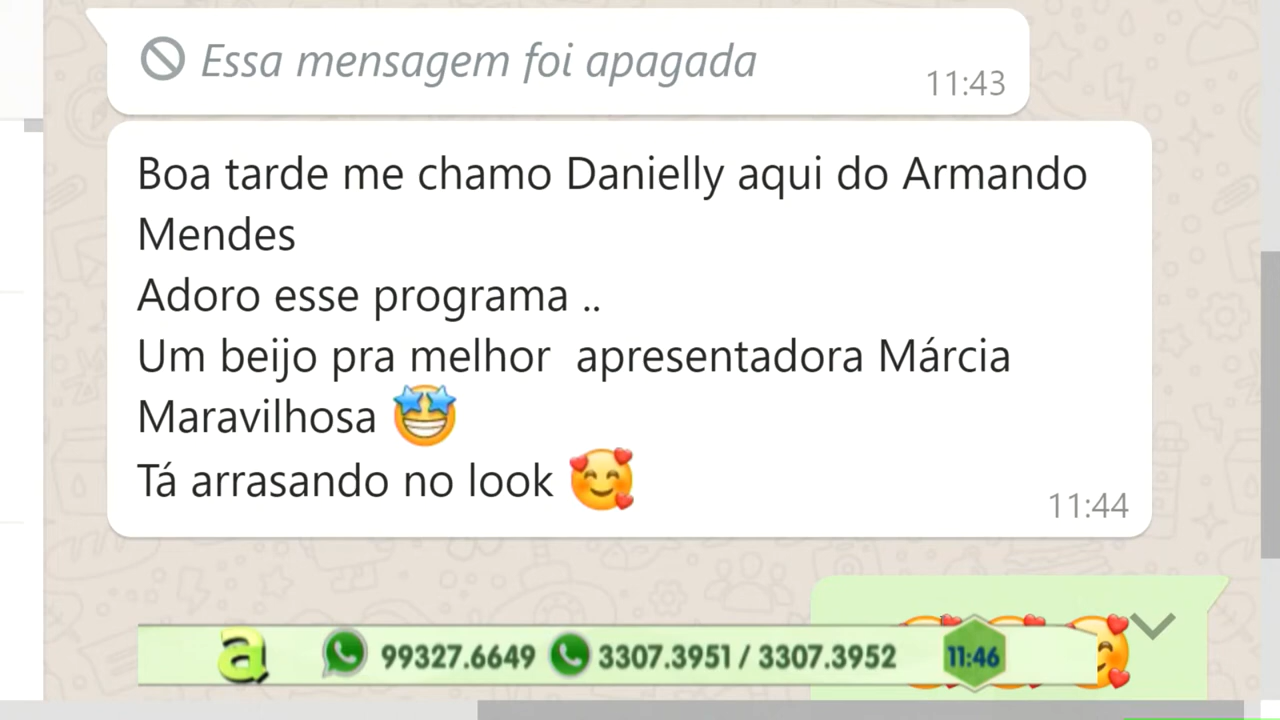 Essa mensagem foi apagada
11:43
Boa tarde me chamo Danielly aqui do Armando
Mendes
Adoro esse programa ..
Um beijo pra melhor  apresentadora Márcia
Maravilhosa 🤩
Tá arrasando no look 🥰
11:44
a 99327.6649 3307.3951 / 3307.3952 11:46